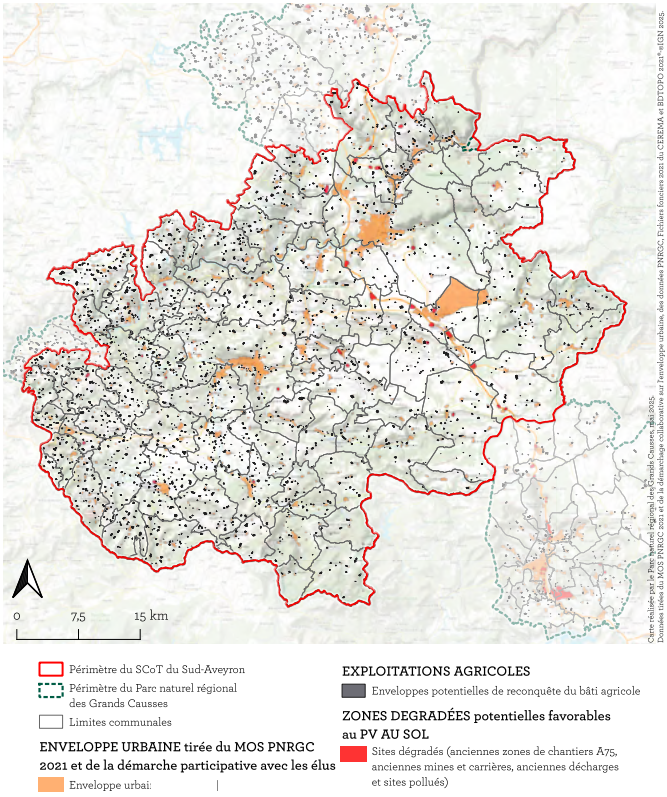 0
7,5
15 km
Périmètre du SCoT du Sud-Aveyron
Périmètre du Parc naturel régional
des Grands Causses
Limites communales
ENVELOPPE URBAINE tirée du MOS PNRGC
2021 et de la démarche participative avec les élus
Enveloppe urbai:
EXPLOITATIONS AGRICOLES
Enveloppes potentielles de reconquête du bâti agricole
ZONES DEGRADÉES potentielles favorables
au PV AU SOL
Sites dégradés (anciennes zones de chantiers A75,
anciennes mines et carrières, anciennes décharges
et sites pollués)
Carte réalisée par le Parc naturel régional des Grands Causses, mai 2025.
Données tirées du MOS PNRGC 2021 et de la démarchage collaborative sur l'enveloppe urbaine, des données PNRGC, Fichiers fonciers 2021 du CEREMA et BDTOPO 2021 IGN 2025.